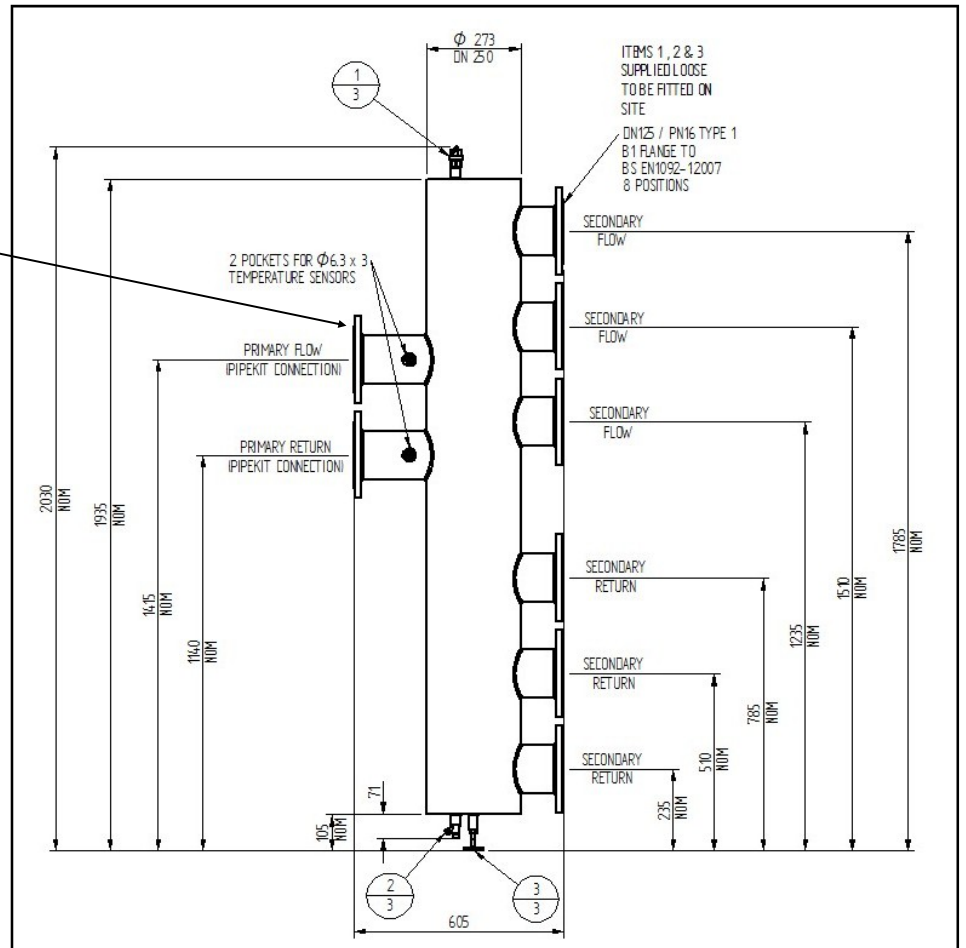 Φ 273
DN 250
1
3
ITEMS 1, 2 & 3
SUPPLIED LOOSE
TO BE FITTED ON
SITE
DN125 / PN16 TYPE 1
B1 FLANGE TO
BS EN1092-12007
8 POSITIONS
SECONDARY
FLOW
2 POCKETS FOR Φ6.3 x 3
TEMPERATURE SENSORS
SECONDARY
FLOW
PRIMARY FLOW
(PIPEKIT CONNECTION)
SECONDARY
FLOW
PRIMARY RETURN
(PIPEKIT CONNECTION)
2030
NOM
1935
NOM
1415
NOM
1140
NOM
SECONDARY
RETURN
SECONDARY
RETURN
SECONDARY
RETURN
1785
NOM
1510
NOM
1235
NOM
785
NOM
510
NOM
235
NOM
71
105
NOM
2
3
3
3
605